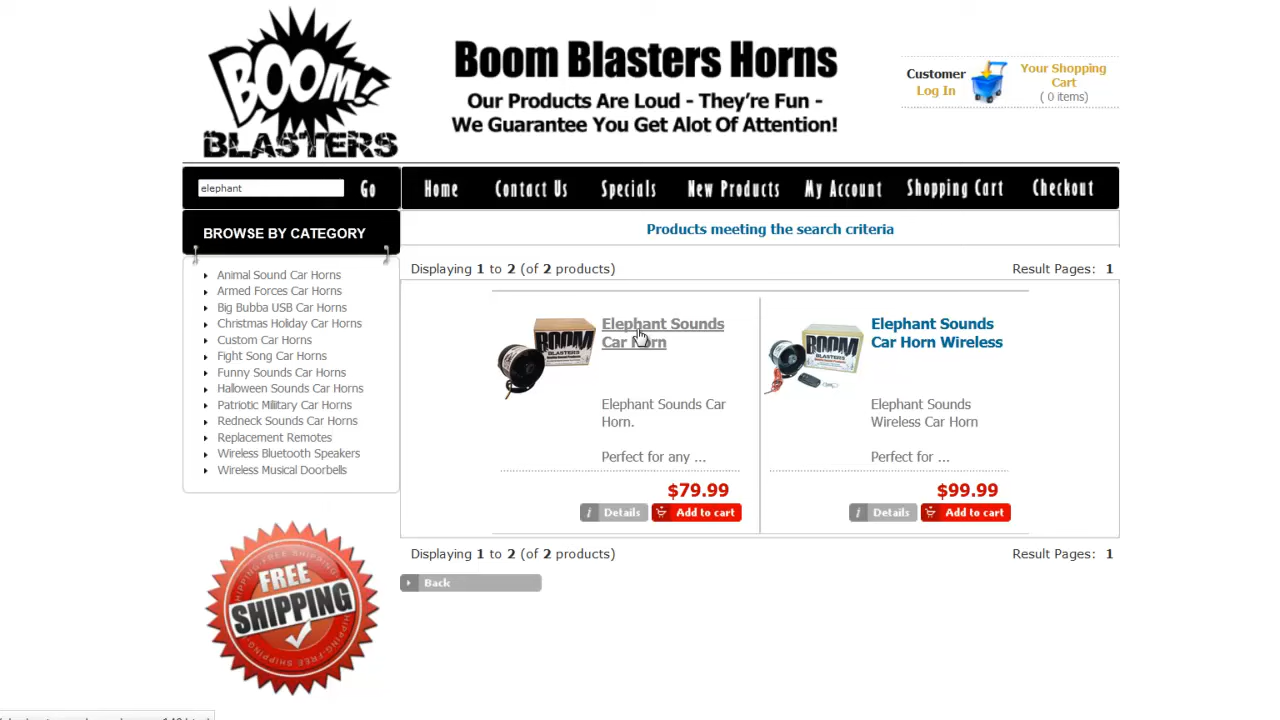 BOOM!
BLASTERS
Boom Blasters Horns
Our Products Are Loud - They're Fun -
We Guarantee You Get Alot Of Attention!
Customer
Log In
Your Shopping
Cart
( 0 items)
elephant
Go
Home
Contact Us
Specials
New Products
My Account
Shopping Cart
Checkout
BROWSE BY CATEGORY
Animal Sound Car Horns
Armed Forces Car Horns
Big Bubba USB Car Horns
Christmas Holiday Car Horns
Custom Car Horns
Fight Song Car Horns
Funny Sounds Car Horns
Halloween Sounds Car Horns
Patriotic Military Car Horns
Redneck Sounds Car Horns
Replacement Remotes
Wireless Bluetooth Speakers
Wireless Musical Doorbells
FREE
SHIPPING
FREE SHIPPING
Products meeting the search criteria
Displaying 1 to 2 (of 2 products)
Result Pages: 1
BOOM
BLASTERS
Elephant Sounds
Car Horn
Elephant Sounds Car
Horn.
Perfect for any ...
$79.99
Details
Add to cart
BOOM
BLASTERS
Elephant Sounds
Car Horn Wireless
Elephant Sounds
Wireless Car Horn
Perfect for ...
$99.99
Details
Add to cart
Displaying 1 to 2 (of 2 products)
Result Pages: 1
Back